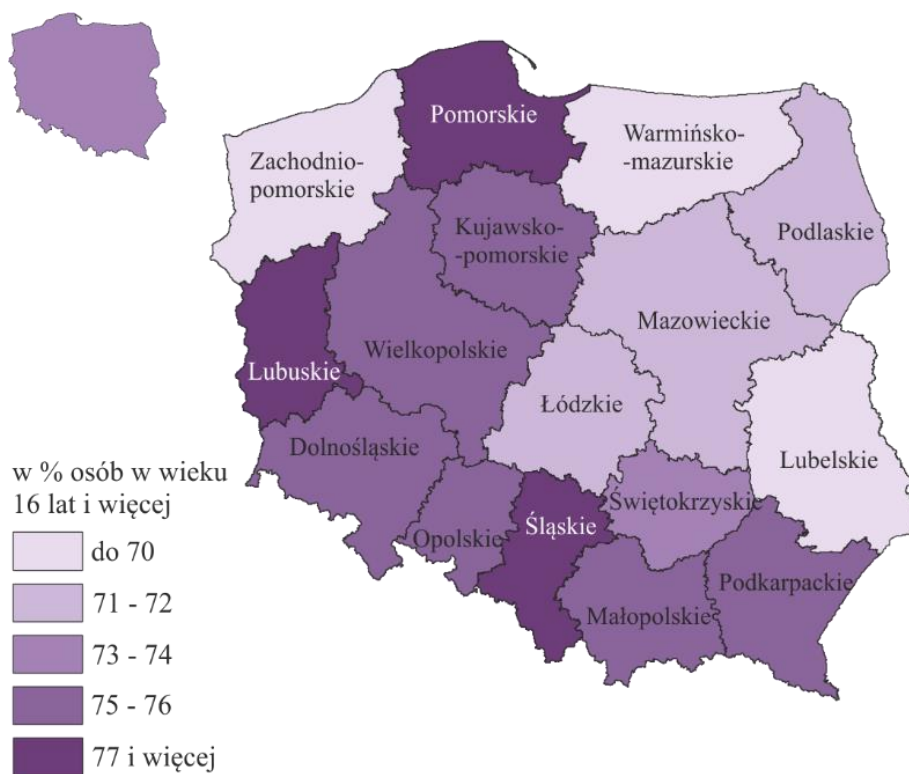 Pomorskie
Warmińsko-
-mazurskie
Zachodnio-
pomorskie
Podlaskie
Kujawsko-
-pomorskie
Mazowieckie
Wielkopolskie
Lubuskie
Łódzkie
Dolnośląskie
Lubelskie
Świętokrzyskie
Śląskie
Opolskie
Podkarpackie
Małopolskie
w % osób w wieku
16 lat i więcej
do 70
71 - 72
73 - 74
75 - 76
77 i więcej